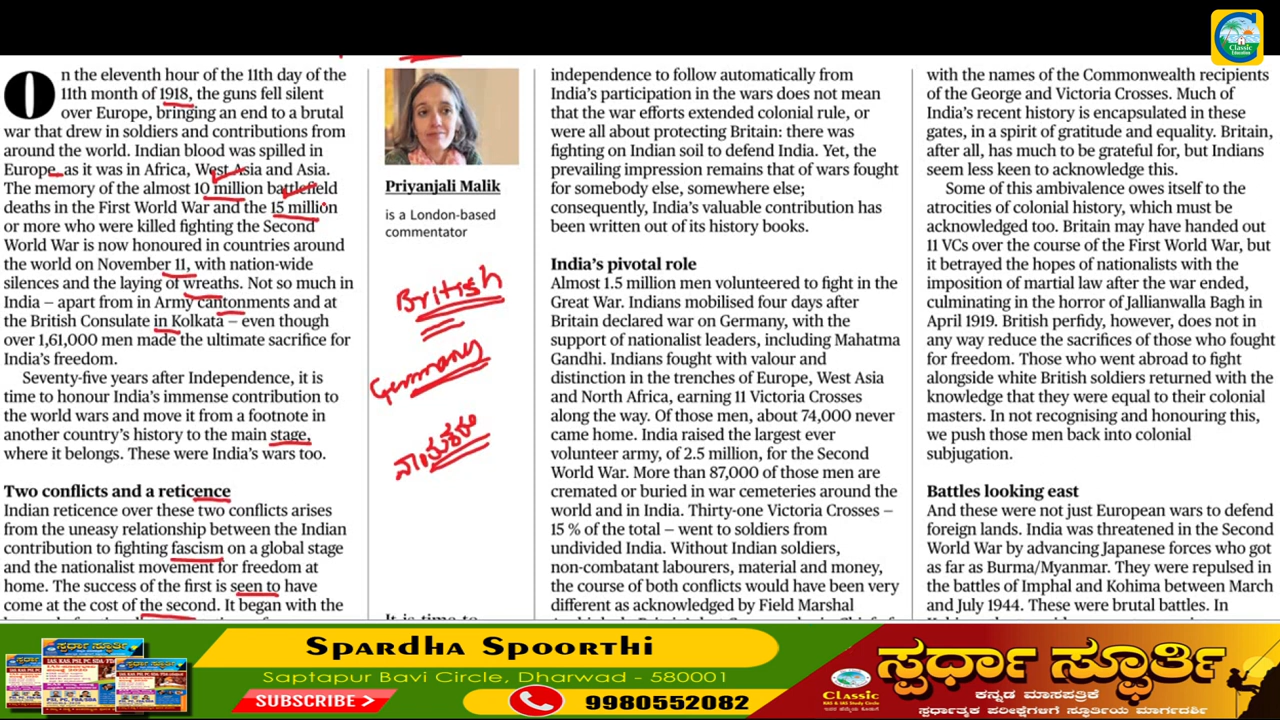 Classic
Education
On the eleventh hour of the 11th day of the
11th month of 1918, the guns fell silent
over Europe, bringing an end to a brutal
war that drew in soldiers and contributions from
around the world. Indian blood was spilled in
Europe, as it was in Africa, West Asia and Asia.
The memory of the almost 10 million battlefield
deaths in the First World War and the 15 million
or more who were killed fighting the Second
World War is now honoured in countries around
the world on November 11, with nation-wide
silences and the laying of wreaths. Not so much in
India — apart from in Army cantonments and at
the British Consulate in Kolkata — even though
over 1,61,000 men made the ultimate sacrifice for
India's freedom.
Seventy-five years after Independence, it is
time to honour India's immense contribution to
the world wars and move it from a footnote in
another country's history to the main stage,
where it belongs. These were India's wars too.
Two conflicts and a reticence
Indian reticence over these two conflicts arises
from the uneasy relationship between the Indian
contribution to fighting fascism on a global stage
and the nationalist movement for freedom at
home. The success of the first is seen to have
come at the cost of the second. It began with the
Priyanjali Malik
is a London-based
commentator
British
Germany
It is time to
independence to follow automatically from
India's participation in the wars does not mean
that the war efforts extended colonial rule, or
were all about protecting Britain: there was
fighting on Indian soil to defend India. Yet, the
prevailing impression remains that of wars fought
for somebody else, somewhere else;
consequently, India's valuable contribution has
been written out of its history books.
India's pivotal role
Almost 1.5 million men volunteered to fight in the
Great War. Indians mobilised four days after
Britain declared war on Germany, with the
support of nationalist leaders, including Mahatma
Gandhi. Indians fought with valour and
distinction in the trenches of Europe, West Asia
and North Africa, earning 11 Victoria Crosses
along the way. Of those men, about 74,000 never
came home. India raised the largest ever
volunteer army, of 2.5 million, for the Second
World War. More than 87,000 of those men are
cremated or buried in war cemeteries around the
world and in India. Thirty-one Victoria Crosses —
15 % of the total — went to soldiers from
undivided India. Without Indian soldiers,
non-combatant labourers, material and money,
the course of both conflicts would have been very
different as acknowledged by Field Marshal
with the names of the Commonwealth recipients
of the George and Victoria Crosses. Much of
India's recent history is encapsulated in these
gates, in a spirit of gratitude and equality. Britain,
after all, has much to be grateful for, but Indians
seem less keen to acknowledge this.
Some of this ambivalence owes itself to the
atrocities of colonial history, which must be
acknowledged too. Britain may have handed out
11 VCs over the course of the First World War, but
it betrayed the hopes of nationalists with the
imposition of martial law after the war ended,
culminating in the horror of Jallianwalla Bagh in
April 1919. British perfidy, however, does not in
any way reduce the sacrifices of those who fought
for freedom. Those who went abroad to fight
alongside white British soldiers returned with the
knowledge that they were equal to their colonial
masters. In not recognising and honouring this,
we push those men back into colonial
subjugation.
Battles looking east
And these were not just European wars to defend
foreign lands. India was threatened in the Second
World War by advancing Japanese forces who got
as far as Burma/Myanmar. They were repulsed in
the battles of Imphal and Kohima between March
and July 1944. These were brutal battles. In
Spardha Spoorthi
Saptapur Bavi Circle, Dharwad - 580001
SUBSCRIBE
9980552082
Classic
KAS & IAS Study Circle
ಸ್ಪರ್ಧಾ ಸ್ಫೂರ್ತಿ
ಕನ್ನಡ ಮಾಸಪತ್ರಿಕೆ
ಸ್ಪರ್ಧಾತ್ಮಕ ಪರೀಕ್ಷೆಗಳಿಗೆ ಸ್ಫೂರ್ತಿಯ ಮಾರ್ಗದರ್ಶಿ